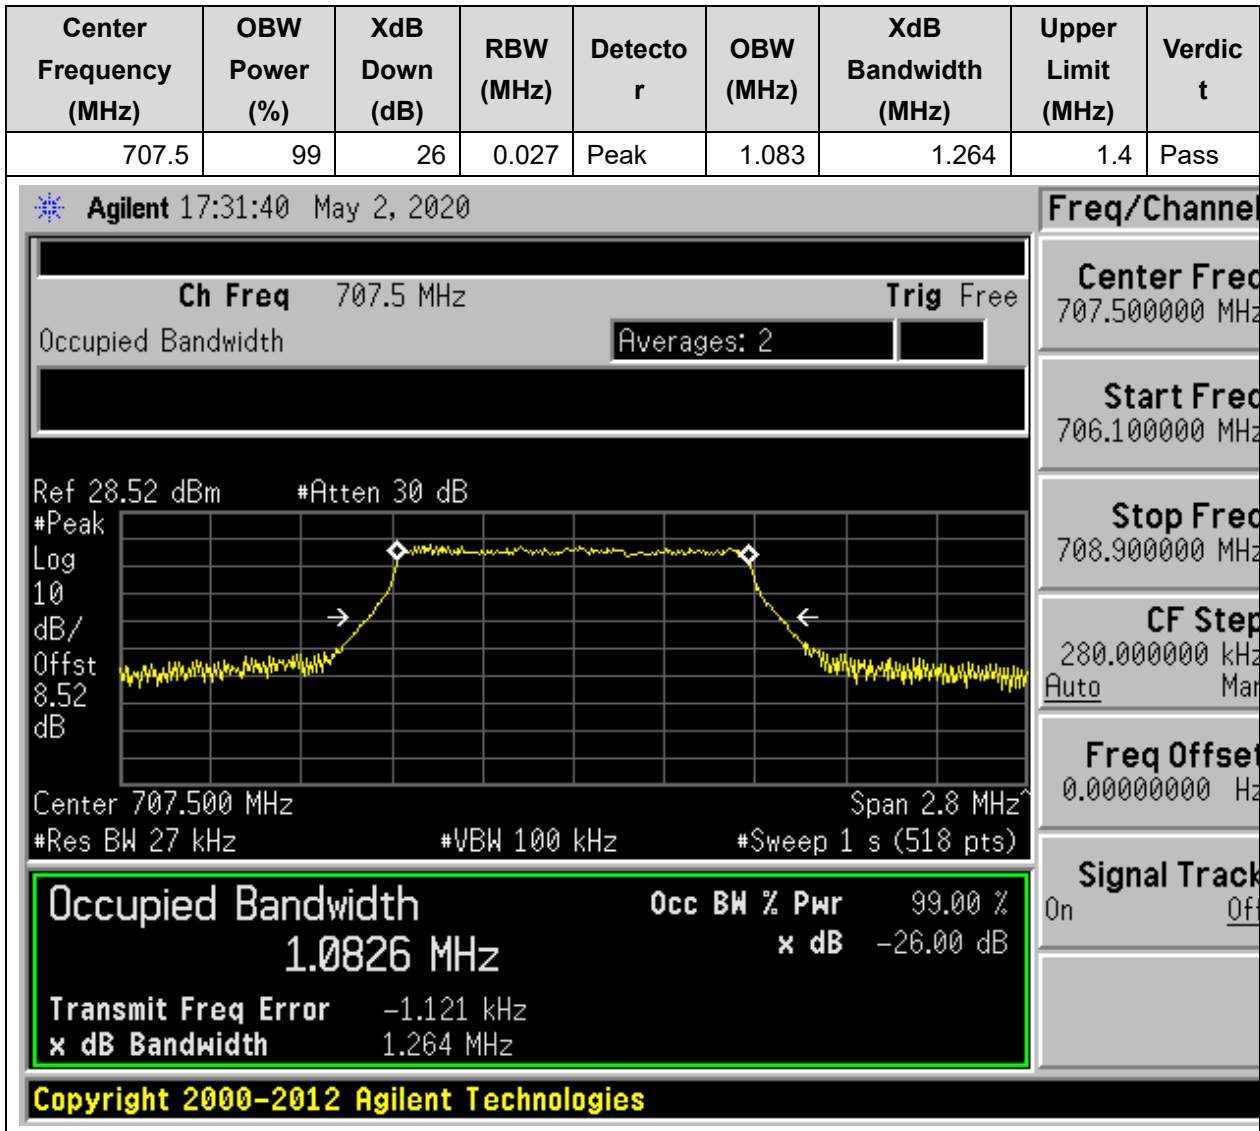 Center Frequency (MHz) OBW Power (%) XdB Down (dB) RBW (MHz) Detecto r OBW (MHz) XdB Bandwidth (MHz) Upper Limit (MHz) Verdic t
707.5 99 26 0.027 Peak 1.083 1.264 1.4 Pass
Agilent 17:31:40 May 2, 2020
Freq/Channel
Ch Freq 707.5 MHz Trig Free
Occupied Bandwidth Averages: 2
Center Freq
707.500000 MHz
Start Freq
706.100000 MHz
Stop Freq
708.900000 MHz
CF Step
280.000000 kHz
Auto Man
Freq Offset
0.00000000 Hz
Signal Track
On Off
Ref 28.52 dBm #Atten 30 dB
#Peak
Log
10
dB/
Offst
8.52
dB
Center 707.500 MHz Span 2.8 MHz^
#Res BW 27 kHz #VBW 100 kHz #Sweep 1 s (518 pts)
Occupied Bandwidth Occ BW % Pwr 99.00 %
1.0826 MHz x dB -26.00 dB
Transmit Freq Error -1.121 kHz
x dB Bandwidth 1.264 MHz
Copyright 2000-2012 Agilent Technologies